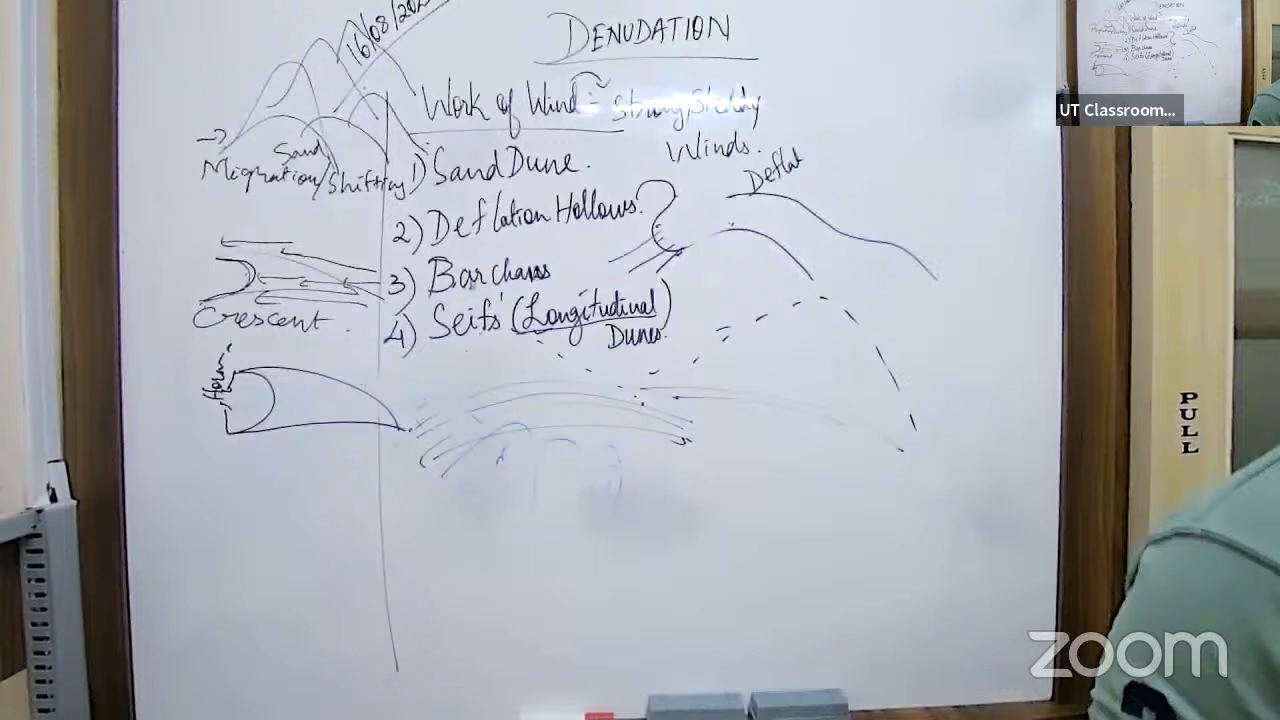 DENUDATION
16/08/202
Work of Wind :- Strong, Steady
Winds.
Sand
Migration/Shifting
1) Sand Dune.
Deflat
2) Deflation Hollows
3) Barchans
Crescent.
4) Seifs (Longitudinal)
Dunes.
Horn
UT Classroom...
PULL
zoom